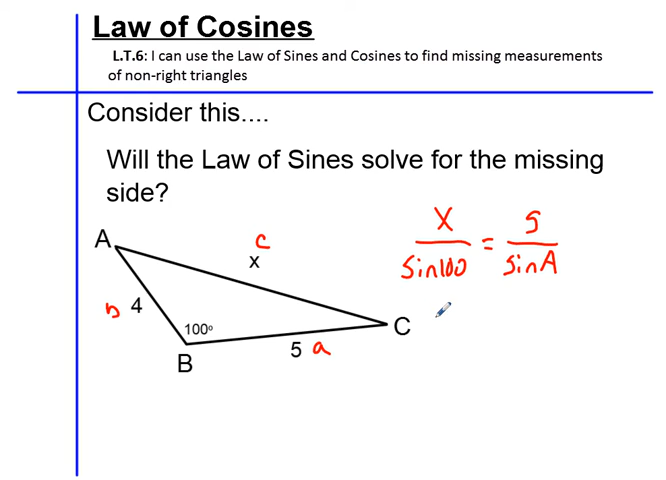 Law of Cosines
L.T.6: I can use the Law of Sines and Cosines to find missing measurements
of non-right triangles
Consider this....
Will the Law of Sines solve for the missing
side?
A
c
x
b 4
100°
B
5 a
C
x/sin100 = 5/sinA